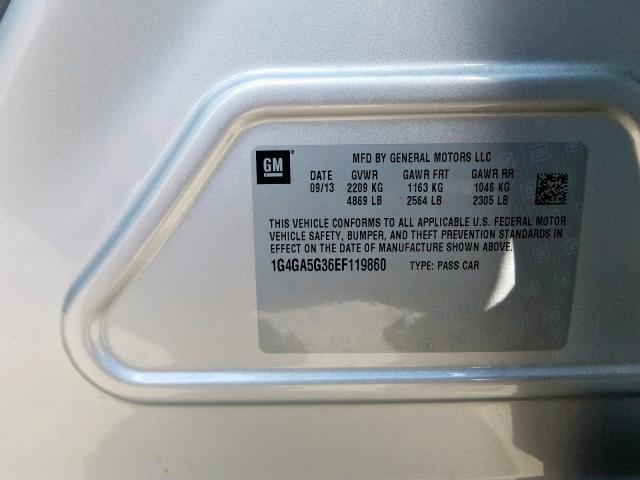 GM
MFD BY GENERAL MOTORS LLC
DATE GVWR GAWR FRT GAWR RR
09/13 2209 KG 1163 KG 1046 KG
4869 LB 2564 LB 2305 LB
THIS VEHICLE CONFORMS TO ALL APPLICABLE U.S. FEDERAL MOTOR
VEHICLE SAFETY, BUMPER, AND THEFT PREVENTION STANDARDS IN
EFFECT ON THE DATE OF MANUFACTURE SHOWN ABOVE.
1G4GA5G36EF119860 TYPE: PASS CAR